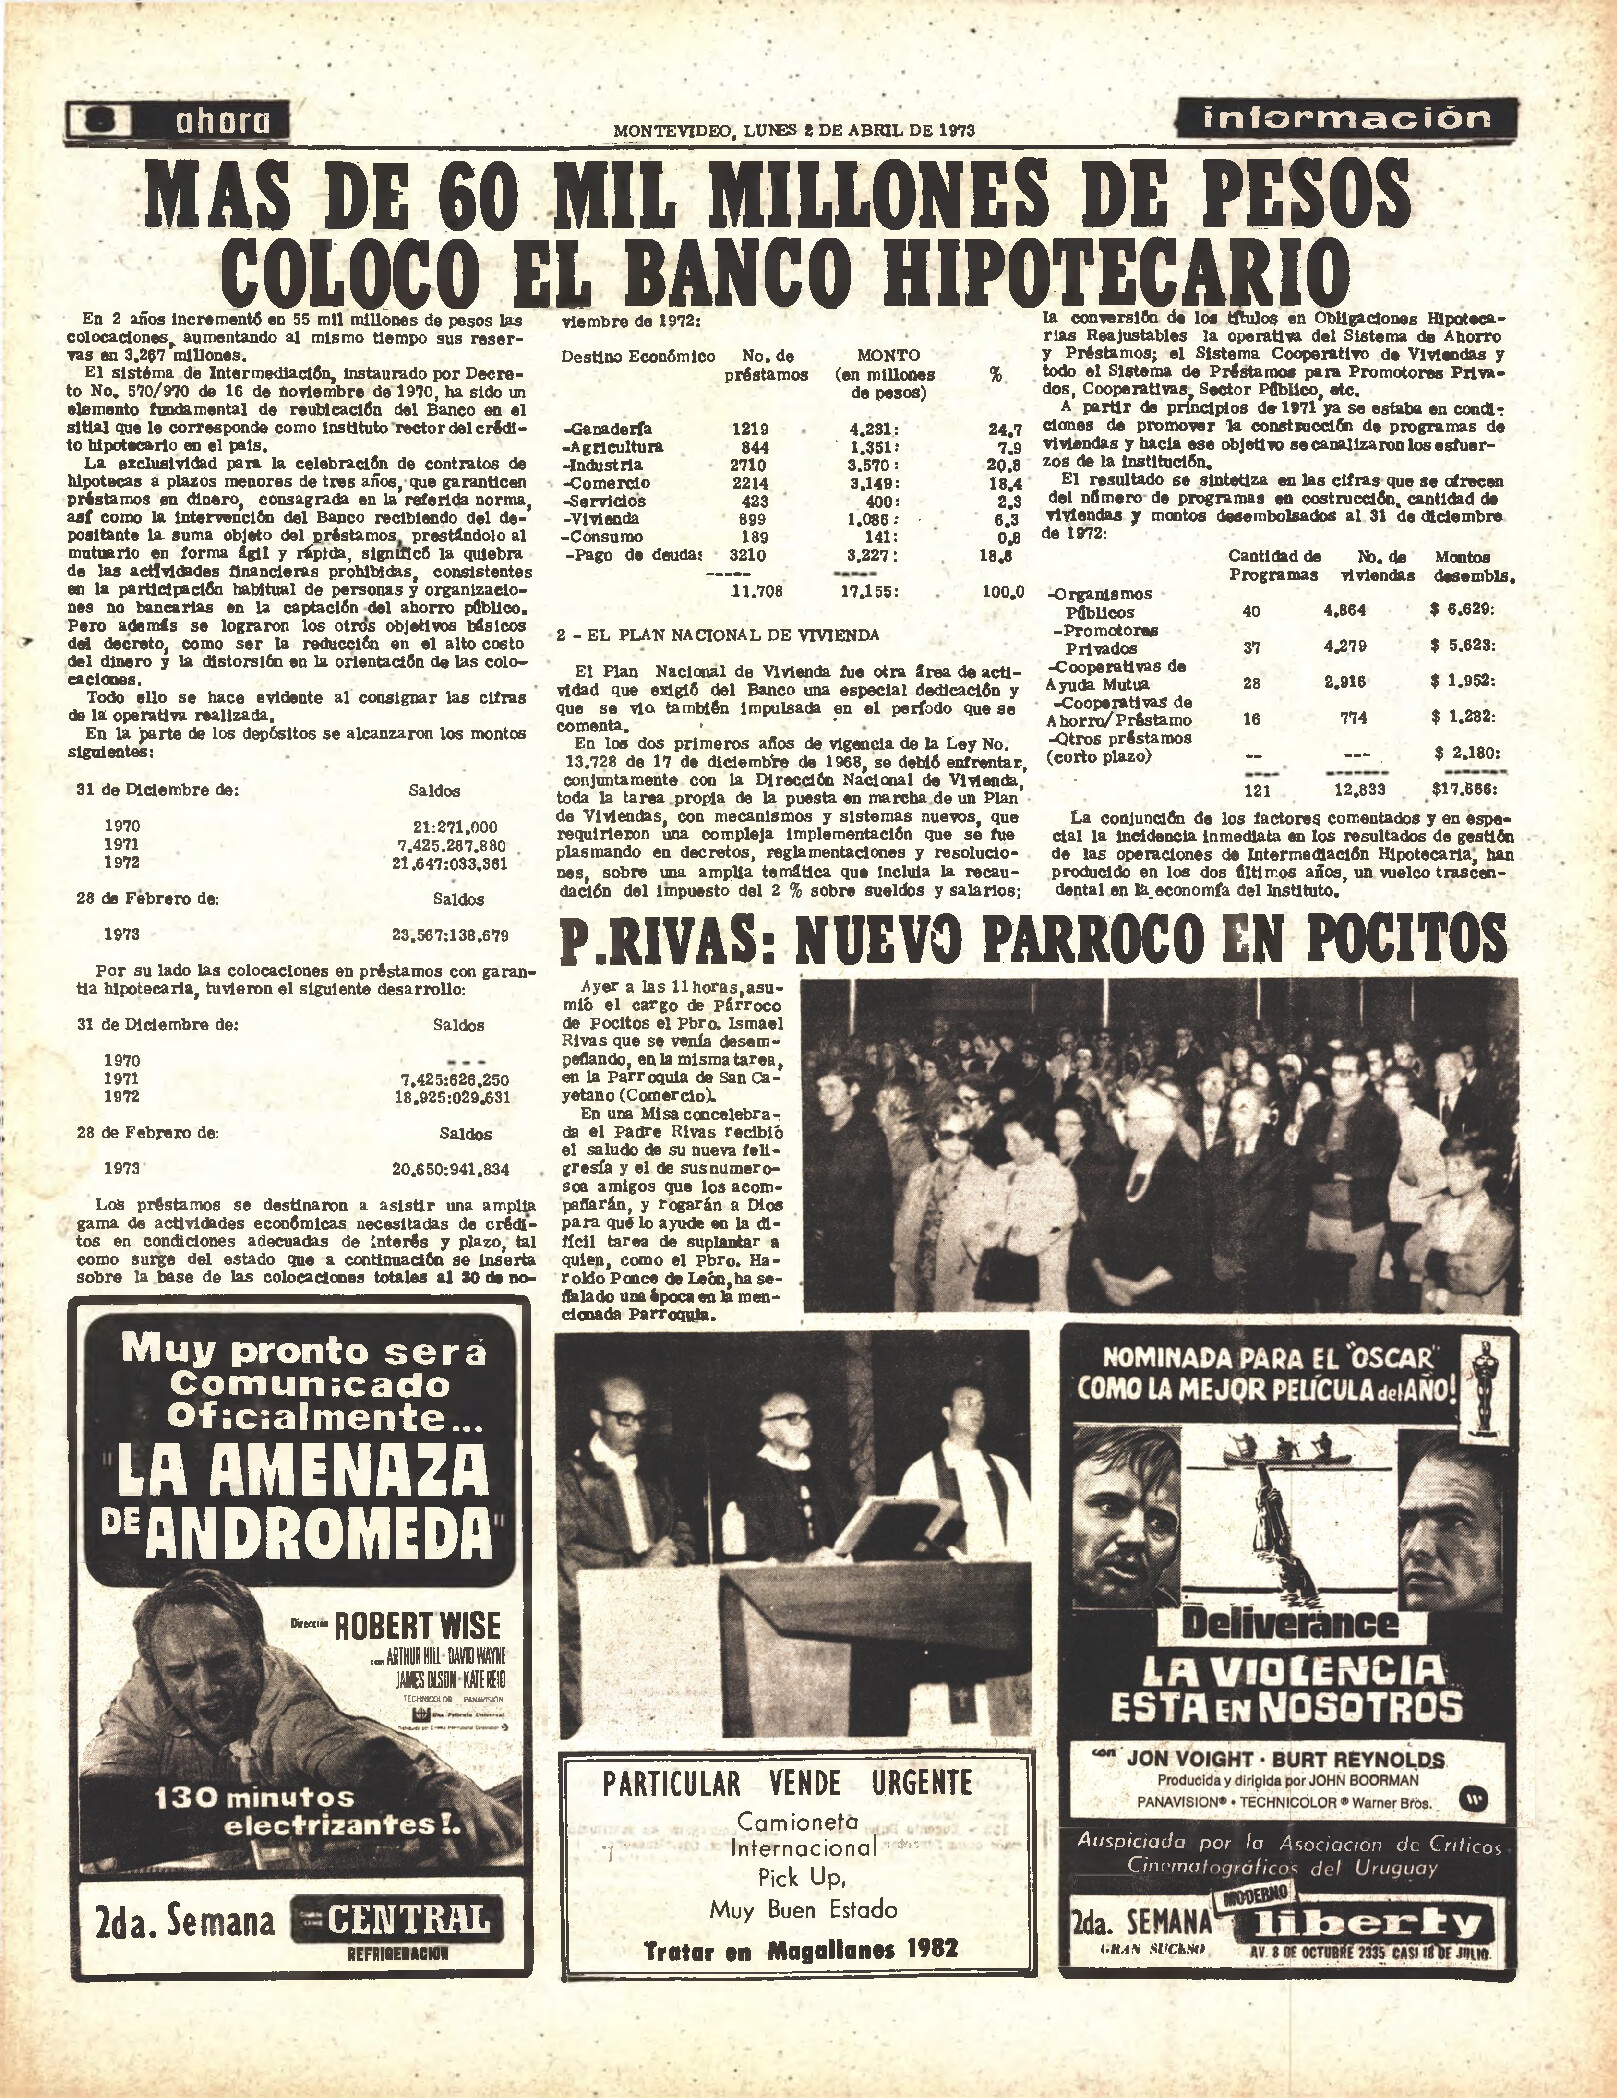 8 ahora
MONTEVIDEO, LUNES 2 DE ABRIL DE 1973
información
MAS DE 60 MIL MILLONES DE PESOS
COLOCO EL BANCO HIPOTECARIO
En 2 años incrementó en 55 mil millones de pesos las
colocaciones, aumentando al mismo tiempo sus reser-
vas en 3.267 millones.
El sistéma de Intermediación, instaurado por Decre-
to No. 570/970 de 16 de noviembre de 1970, ha sido un
elemento fundamental de reubicación del Banco en el
sitial que le corresponde como instituto rector del crédi-
to hipotecario en el país.
La exclusividad para la celebración de contratos de
hipotecas a plazos menores de tres años, que garanticen
préstamos en dinero, consagrada en la referida norma,
así como la intervención del Banco recibiendo del de-
positante la suma objeto del préstamos, prestándolo al
mutuario en forma ágil y rápida, significó la quiebra
de las actividades financieras prohibidas, consistentes
en la participación habitual de personas y organizacio-
nes no bancarias en la captación del ahorro público.
Pero además se lograron los otros objetivos básicos
del decreto, como ser la reducción en el alto costo
del dinero y la distorsión en la orientación de las colo-
caciones.
Todo ello se hace evidente al consignar las cifras
de la operativa realizada.
En la parte de los depósitos se alcanzaron los montos
siguientes:
31 de Diciembre de: Saldos
1970 21:271,000
1971 7.425.287,880
1972 21,647:033,361
28 de Febrero de: Saldos
1973 23,567:138,679
Por su lado las colocaciones en préstamos con garan-
tía hipotecaria, tuvieron el siguiente desarrollo:
31 de Diciembre de: Saldos
1970 ---
1971 7,425:626,250
1972 18,925:029,631
28 de Febrero de: Saldos
1973 20,650:941,834
Los préstamos se destinaron a asistir una amplia
gama de actividades económicas necesitadas de crédi-
tos en condiciones adecuadas de interés y plazo, tal
como surge del estado que a continuación se inserta
sobre la base de las colocaciones totales al 30 de no-
viembre de 1972:
Destino Económico No. de MONTO
préstamos (en millones %
de pesos)
-Ganadería 1219 4.231: 24,7
-Agricultura 844 1.351: 7.9
-Industria 2710 3.570: 20,8
-Comercio 2214 3,149: 18,4
-Servicios 423 400: 2.3
-Vivienda 899 1.086: 6.3
-Consumo 189 141: 0,8
-Pago de deudas 3210 3,227: 18,8
----- -----
11.708 17,155: 100.0
2 - EL PLAN NACIONAL DE VIVIENDA
El Plan Nacional de Vivienda fue otra área de acti-
vidad que exigió del Banco una especial dedicación y
que se vio también impulsada en el período que se
comenta.
En los dos primeros años de vigencia de la Ley No.
13.728 de 17 de diciembre de 1968, se debió enfrentar,
conjuntamente con la Dirección Nacional de Vivienda,
toda la tarea propia de la puesta en marcha de un Plan
de Viviendas, con mecanismos y sistemas nuevos, que
requirieron una compleja implementación que se fue
plasmando en decretos, reglamentaciones y resolucio-
nes, sobre una amplia temática que incluía la recau-
dación del impuesto del 2 % sobre sueldos y salarios;
la conversión de los títulos en Obligaciones Hipoteca-
rias Reajustables la operativa del Sistema de Ahorro
y Préstamos; el Sistema Cooperativo de Viviendas y
todo el Sistema de Préstamos para Promotores Priva-
dos, Cooperativas, Sector Público, etc.
A partir de principios de 1971 ya se estaba en condi-
ciones de promover la construcción de programas de
viviendas y hacia ese objetivo se canalizaron los esfuer-
zos de la institución.
El resultado se sintetiza en las cifras que se ofrecen
del número de programas en costrucción, cantidad de
viviendas y montos desembolsados al 31 de diciembre
de 1972:
Cantidad de No. de Montos
Programas viviendas desembls.
-Organismos
Públicos 40 4,864 $ 6.629:
-Promotores
Privados 37 4,279 $ 5.623:
-Cooperativas de
Ayuda Mutua 28 2,916 $ 1.952:
-Cooperativas de
Ahorro/Préstamo 16 774 $ 1.282:
-Otros préstamos
(corto plazo) -- --- $ 2,180:
---- ------- -------
121 12,833 $17,666:
La conjunción de los factores comentados y en espe-
cial la incidencia inmediata en los resultados de gestión
de las operaciones de Intermediación Hipotecaria, han
producido en los dos últimos años, un vuelco trascen-
dental en la economía del Instituto.
P. RIVAS: NUEVO PARROCO EN POCITOS
Ayer a las 11 horas, asu-
mió el cargo de Párroco
de Pocitos el Pbro. Ismael
Rivas que se venía desem-
peñando, en la misma tarea,
en la Parroquia de San Ca-
yetano (Comercio).
En una Misa concelebra-
da el Padre Rivas recibió
el saludo de su nueva feli-
gresía y el de sus numero-
sos amigos que los acom-
pañarán, y rogarán a Dios
para qué lo ayude en la di-
fícil tarea de suplantar a
quien, como el Pbro. Ha-
roldo Ponce de León, ha se-
ñalado una época en la men-
cionada Parroquia.
Muy pronto será
Comunicado
Oficialmente...
"LA AMENAZA
DE ANDROMEDA"
Dirección ROBERT WISE
con ARTHUR HILL · DAVID WAYNE
JAMES OLSON · KATE REID
TECHNICOLOR PANAVISION
Una Película Universal
130 minutos
electrizantes!.
2da. Semana CENTRAL
REFRIGERACION
PARTICULAR VENDE URGENTE
Camioneta
Internacional
Pick Up,
Muy Buen Estado
Tratar en Magallanes 1982
NOMINADA PARA EL "OSCAR"
COMO LA MEJOR PELÍCULA del AÑO!
Deliverance
LA VIOLENCIA
ESTA EN NOSOTROS
con JON VOIGHT · BURT REYNOLDS
Producida y dirigida por JOHN BOORMAN
PANAVISION® • TECHNICOLOR ® Warner Bros.
Auspiciada por la Asociacion de Criticos
Cinematográficos del Uruguay
2da. SEMANA MODERNO liberty
GRAN SUCESO AV. 8 DE OCTUBRE 2335 CASI 18 DE JULIO.